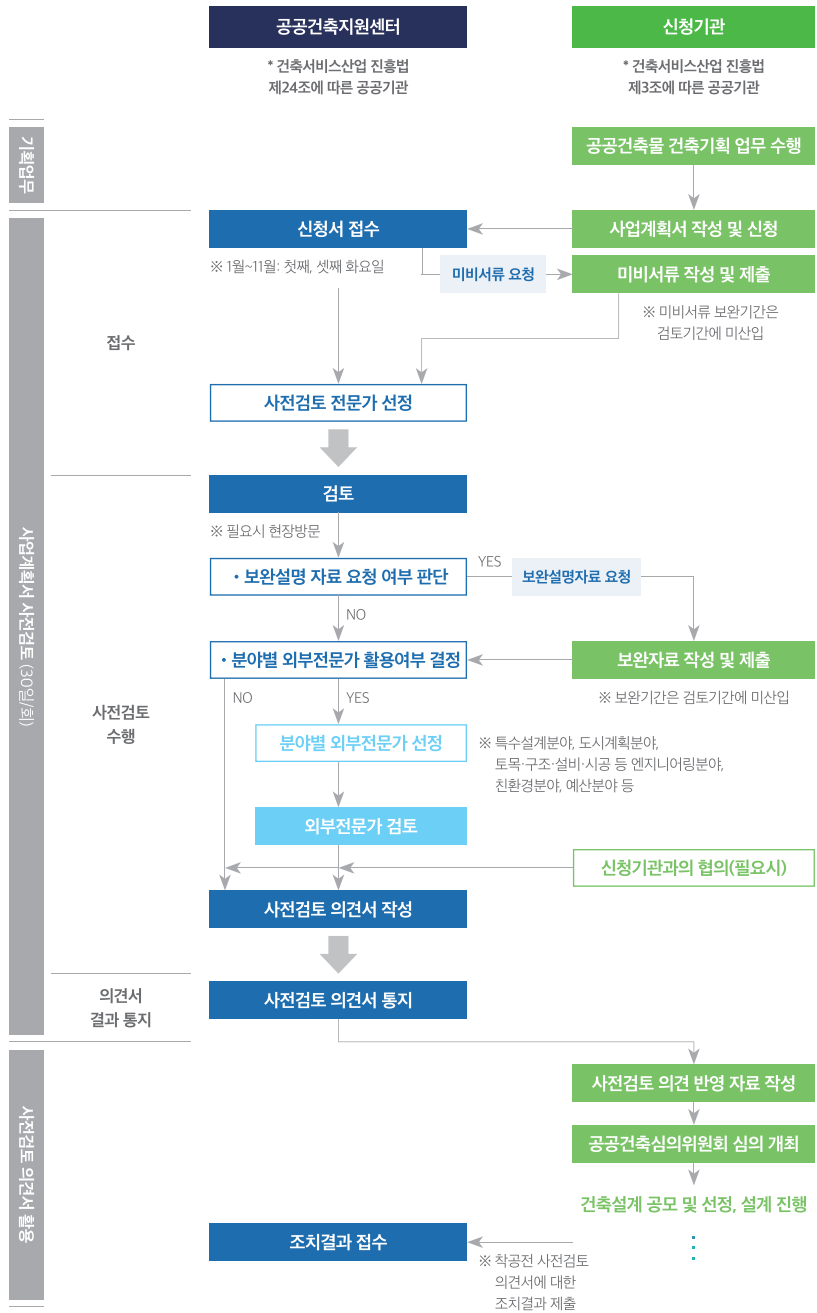 공공건축지원센터
신청기관
* 건축서비스산업 진흥법
제24조에 따른 공공기관
* 건축서비스산업 진흥법
제3조에 따른 공공기관
기획업무
공공건축물 건축기획 업무 수행
사업계획서 사전검토 (30일/회)
접수
신청서 접수
사업계획서 작성 및 신청
※ 1월~11월: 첫째, 셋째 화요일
미비서류 요청
미비서류 작성 및 제출
※ 미비서류 보완기간은
검토기간에 미산입
사전검토 전문가 선정
사전검토
수행
검토
※ 필요시 현장방문
• 보완설명 자료 요청 여부 판단
YES
보완설명자료 요청
NO
• 분야별 외부전문가 활용여부 결정
보완자료 작성 및 제출
※ 보완기간은 검토기간에 미산입
NO
YES
분야별 외부전문가 선정
※ 특수설계분야, 도시계획분야,
토목·구조·설비·시공 등 엔지니어링분야,
친환경분야, 예산분야 등
외부전문가 검토
신청기관과의 협의(필요시)
사전검토 의견서 작성
의견서
결과 통지
사전검토 의견서 통지
사전검토 의견서 활용
사전검토 의견 반영 자료 작성
공공건축심의위원회 심의 개최
건축설계 공모 및 선정, 설계 진행
조치결과 접수
※ 착공전 사전검토
의견서에 대한
조치결과 제출